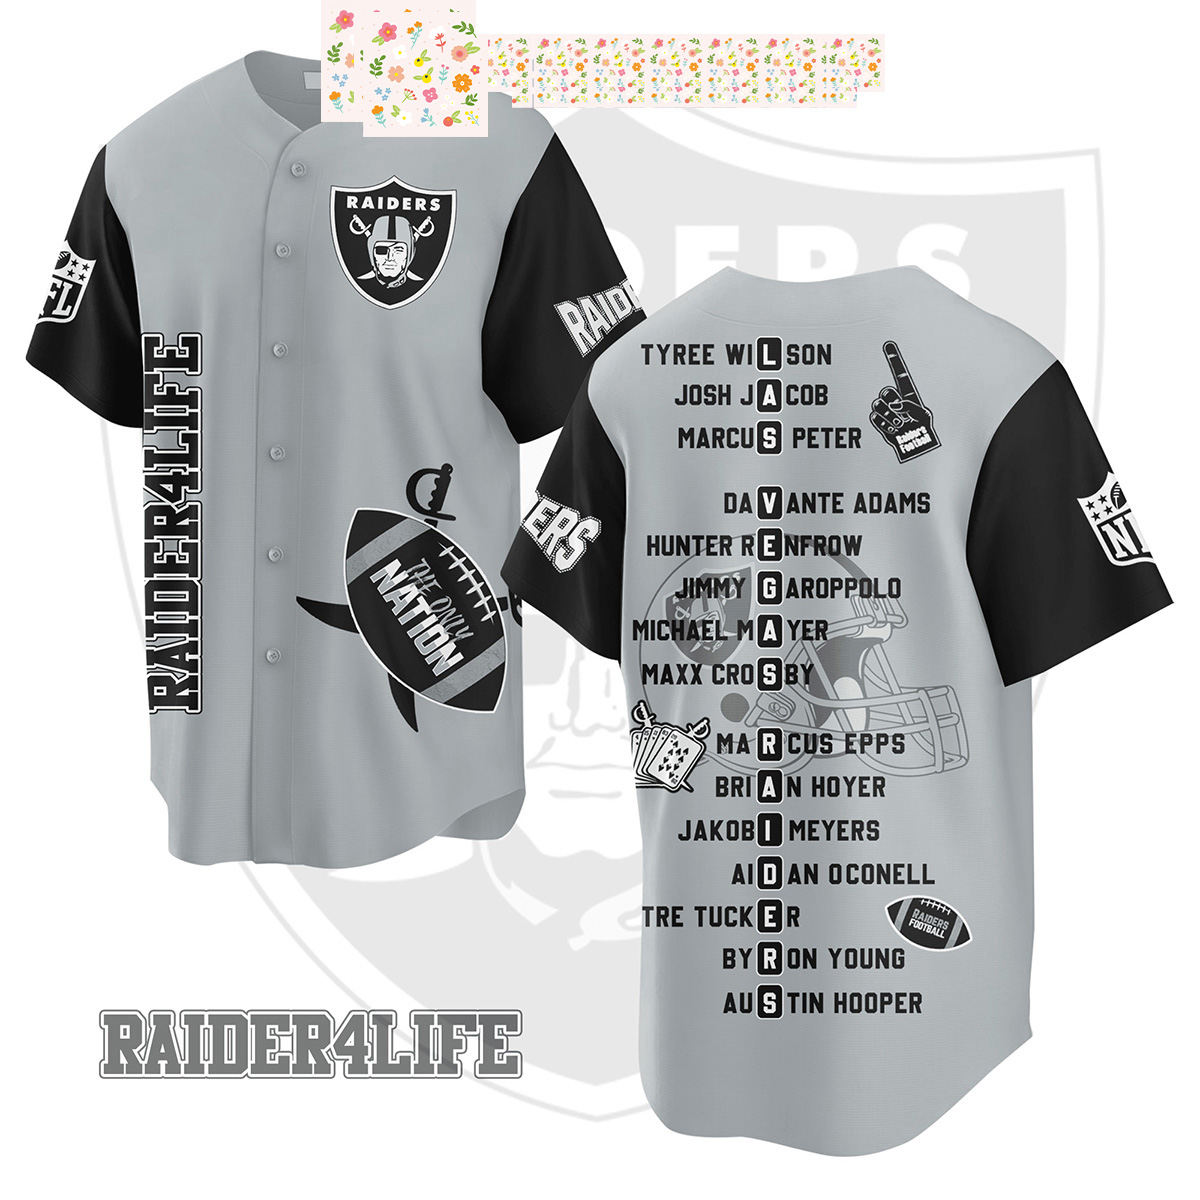 RAIDERS
NFL
RAIDERS
RAIDER4LIFE
THE ONLY
NATION
TYREE WILSON
JOSH JACOB
Raiders
Football
MARCUS PETER
DAVANTE ADAMS
ERS
HUNTER RENFROW
NFL
JIMMY GAROPPOLO
MICHAEL MAYER
MAXX CROSBY
MARCUS EPPS
BRIAN HOYER
JAKOBI MEYERS
AIDAN OCONELL
TRE TUCKER
RAIDERS
FOOTBALL
BYRON YOUNG
AUSTIN HOOPER
RAIDER4LIFE